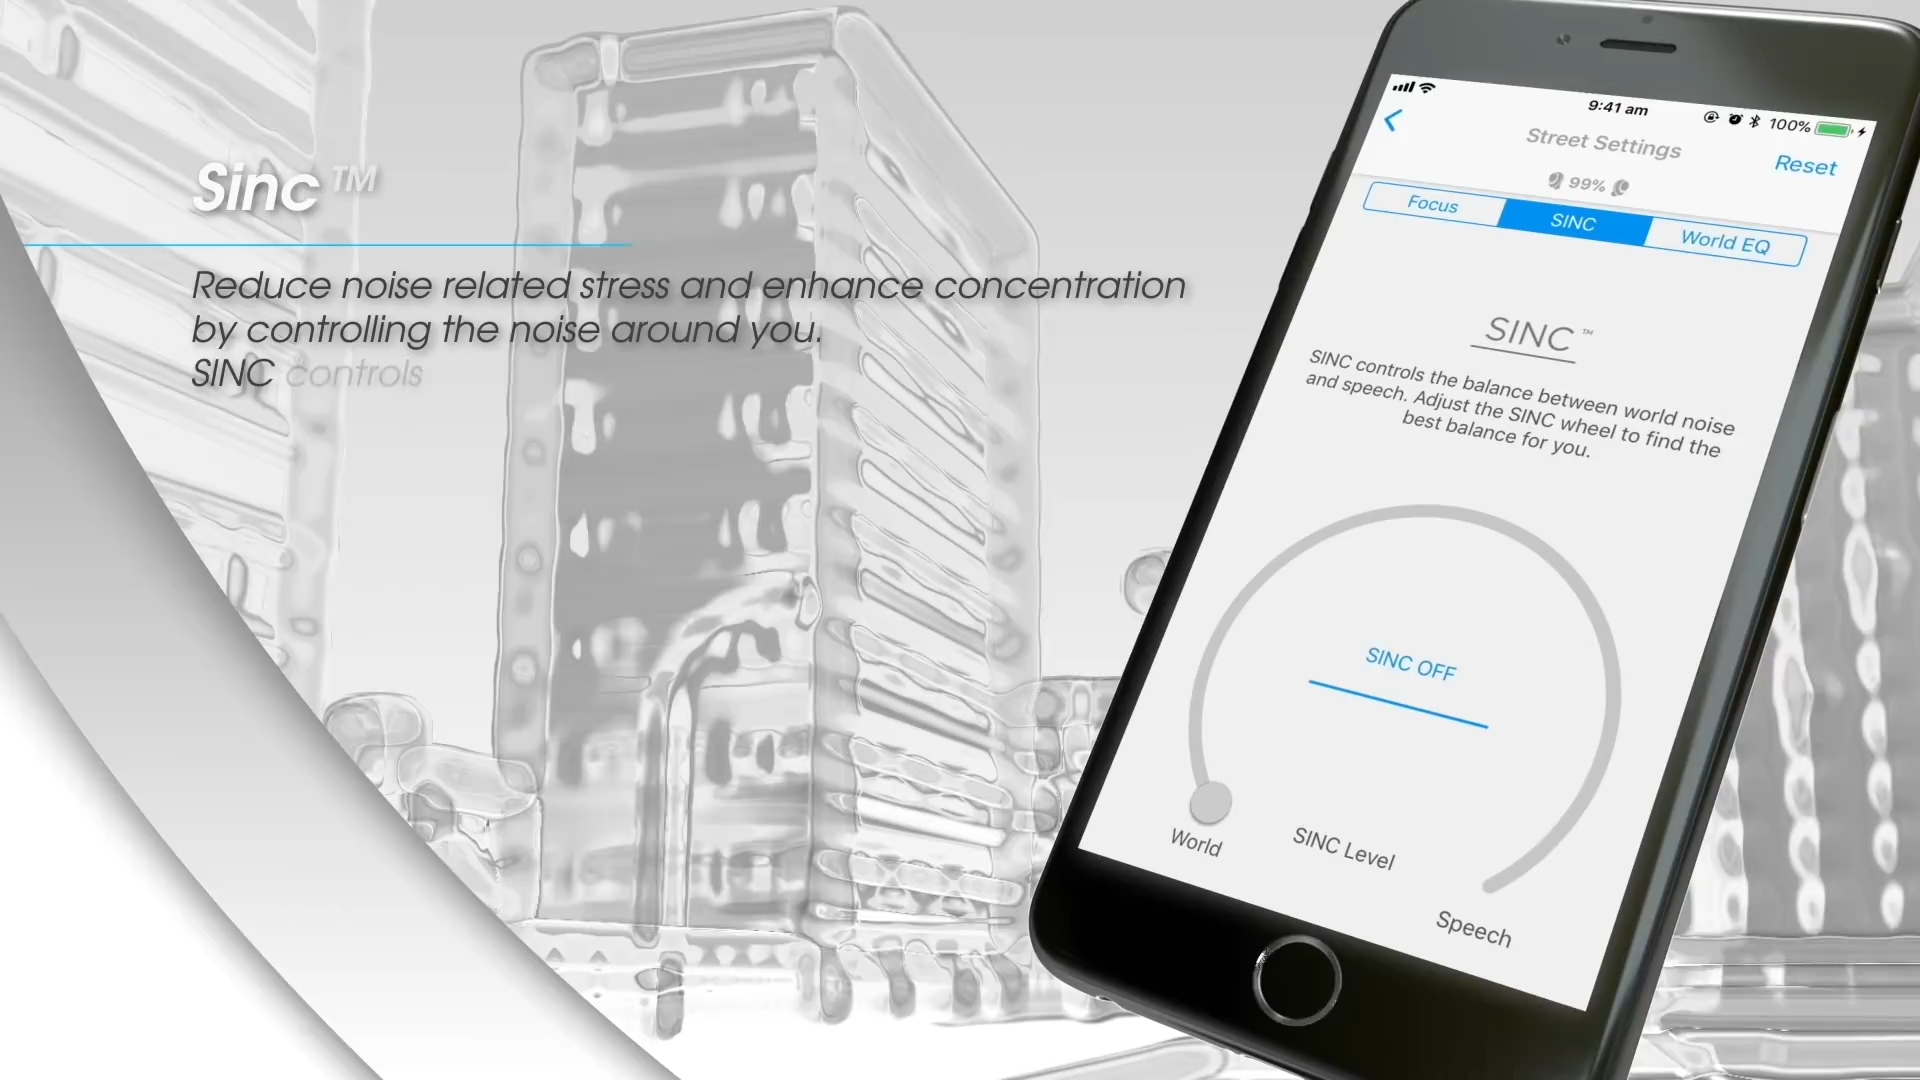 Sinc™
Reduce noise related stress and enhance concentration
by controlling the noise around you.
SINC controls
9:41 am
100%
Street Settings
Reset
99%
Focus
SINC
World EQ
SINC™
SINC controls the balance between world noise
and speech. Adjust the SINC wheel to find the
best balance for you.
SINC OFF
World
SINC Level
Speech